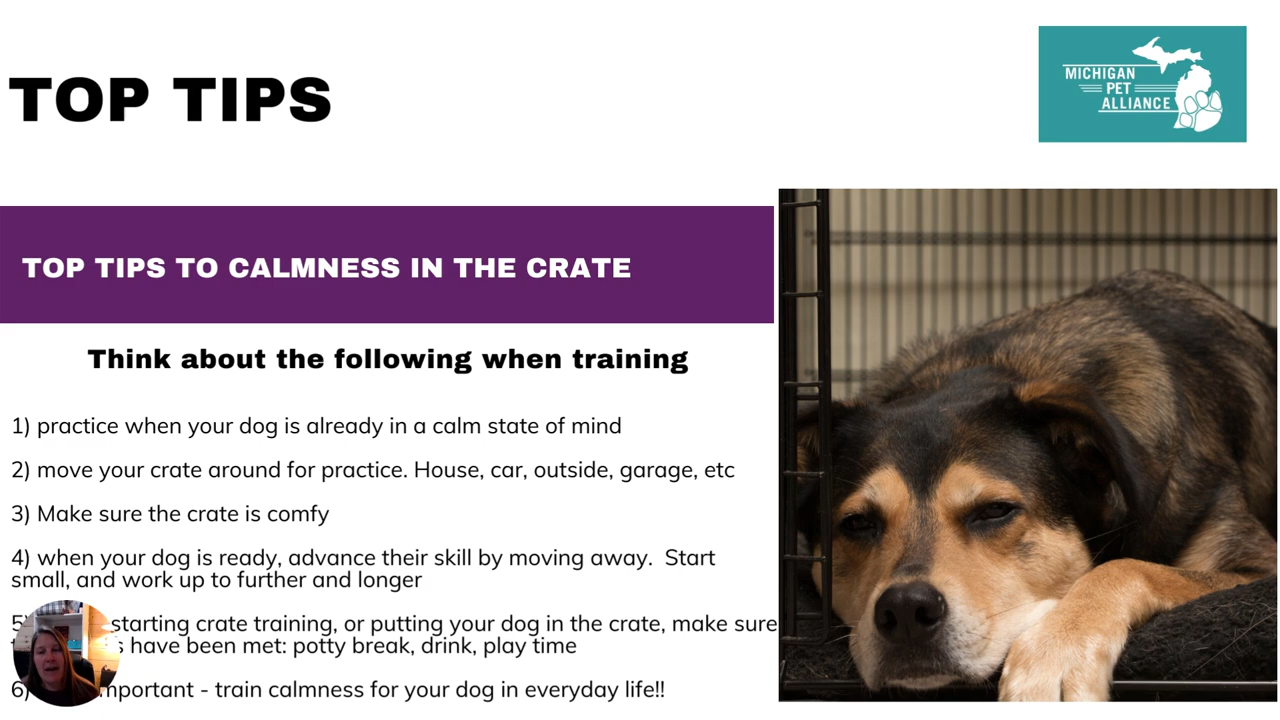 TOP TIPS
MICHIGAN
PET
ALLIANCE
TOP TIPS TO CALMNESS IN THE CRATE
Think about the following when training
1) practice when your dog is already in a calm state of mind
2) move your crate around for practice. House, car, outside, garage, etc
3) Make sure the crate is comfy
4) when your dog is ready, advance their skill by moving away.  Start
small, and work up to further and longer
5) starting crate training, or putting your dog in the crate, make sure
have been met: potty break, drink, play time
6) important - train calmness for your dog in everyday life!!